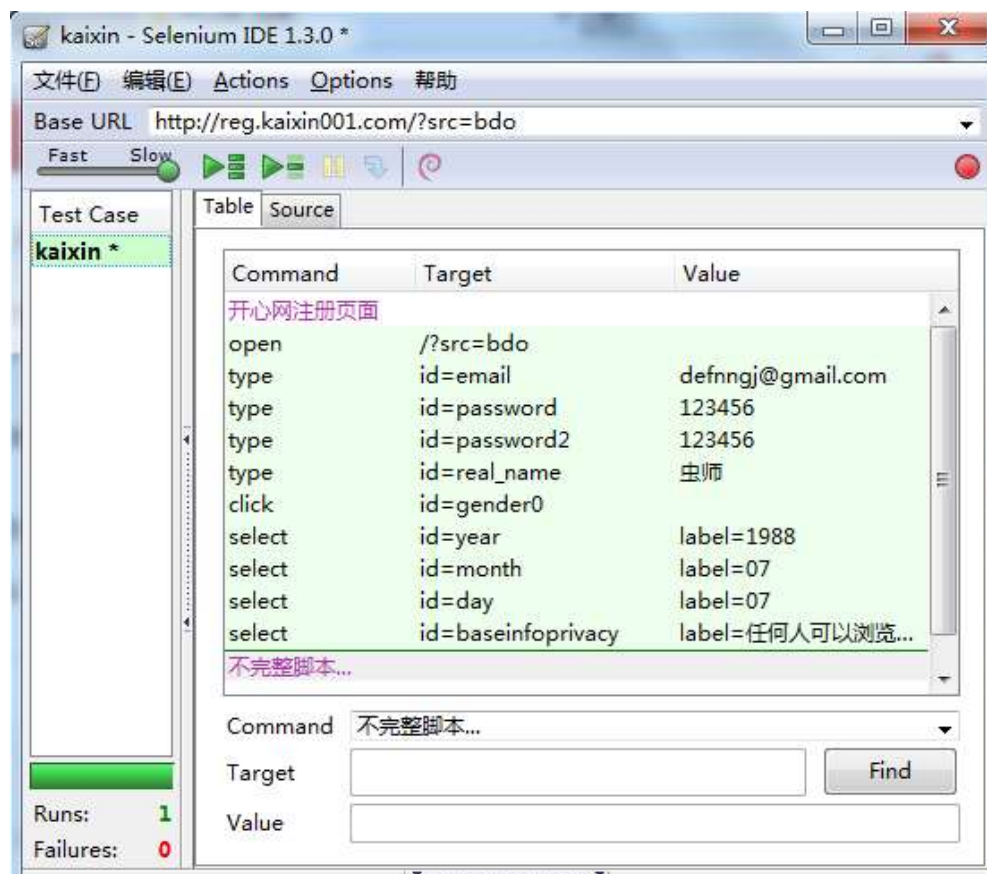 kaixin - Selenium IDE 1.3.0 *
文件(F) 编辑(E) Actions Options 帮助
Base URL http://reg.kaixin001.com/?src=bdo
Fast Slow
Test Case
kaixin *
Table Source
Command Target Value
开心网注册页面
open /?src=bdo
type id=email defnngj@gmail.com
type id=password 123456
type id=password2 123456
type id=real_name 虫师
click id=gender0
select id=year label=1988
select id=month label=07
select id=day label=07
select id=baseinfoprivacy label=任何人可以浏览...
不完整脚本...
Command 不完整脚本...
Target Find
Value
Runs: 1
Failures: 0